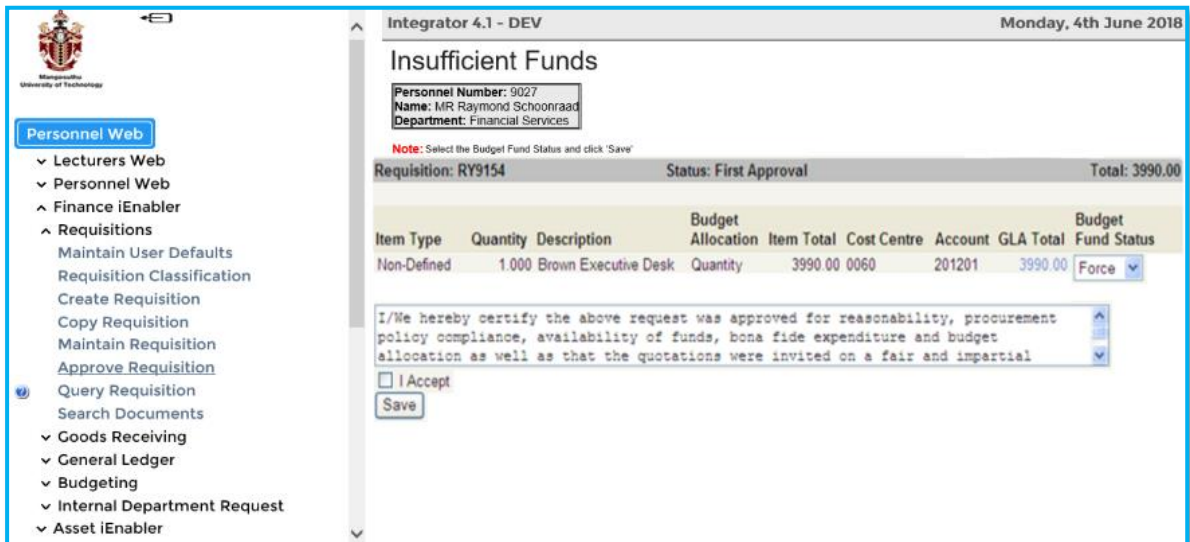 Mangosuthu
University of Technology
Personnel Web
Lecturers Web
Personnel Web
Finance iEnabler
Requisitions
Maintain User Defaults
Requisition Classification
Create Requisition
Copy Requisition
Maintain Requisition
Approve Requisition
Query Requisition
Search Documents
Goods Receiving
General Ledger
Budgeting
Internal Department Request
Asset iEnabler
Integrator 4.1 - DEV Monday, 4th June 2018
Insufficient Funds
Personnel Number: 9027
Name: MR Raymond Schoonraad
Department: Financial Services
Note: Select the Budget Fund Status and click 'Save'
Requisition: RY9154 Status: First Approval Total: 3990.00
Budget Budget
Item Type Quantity Description Allocation Item Total Cost Centre Account GLA Total Fund Status
Non-Defined 1.000 Brown Executive Desk Quantity 3990.00 0060 201201 3990.00 Force
I/We hereby certify the above request was approved for reasonability, procurement
policy compliance, availability of funds, bona fide expenditure and budget
allocation as well as that the quotations were invited on a fair and impartial
I Accept
Save